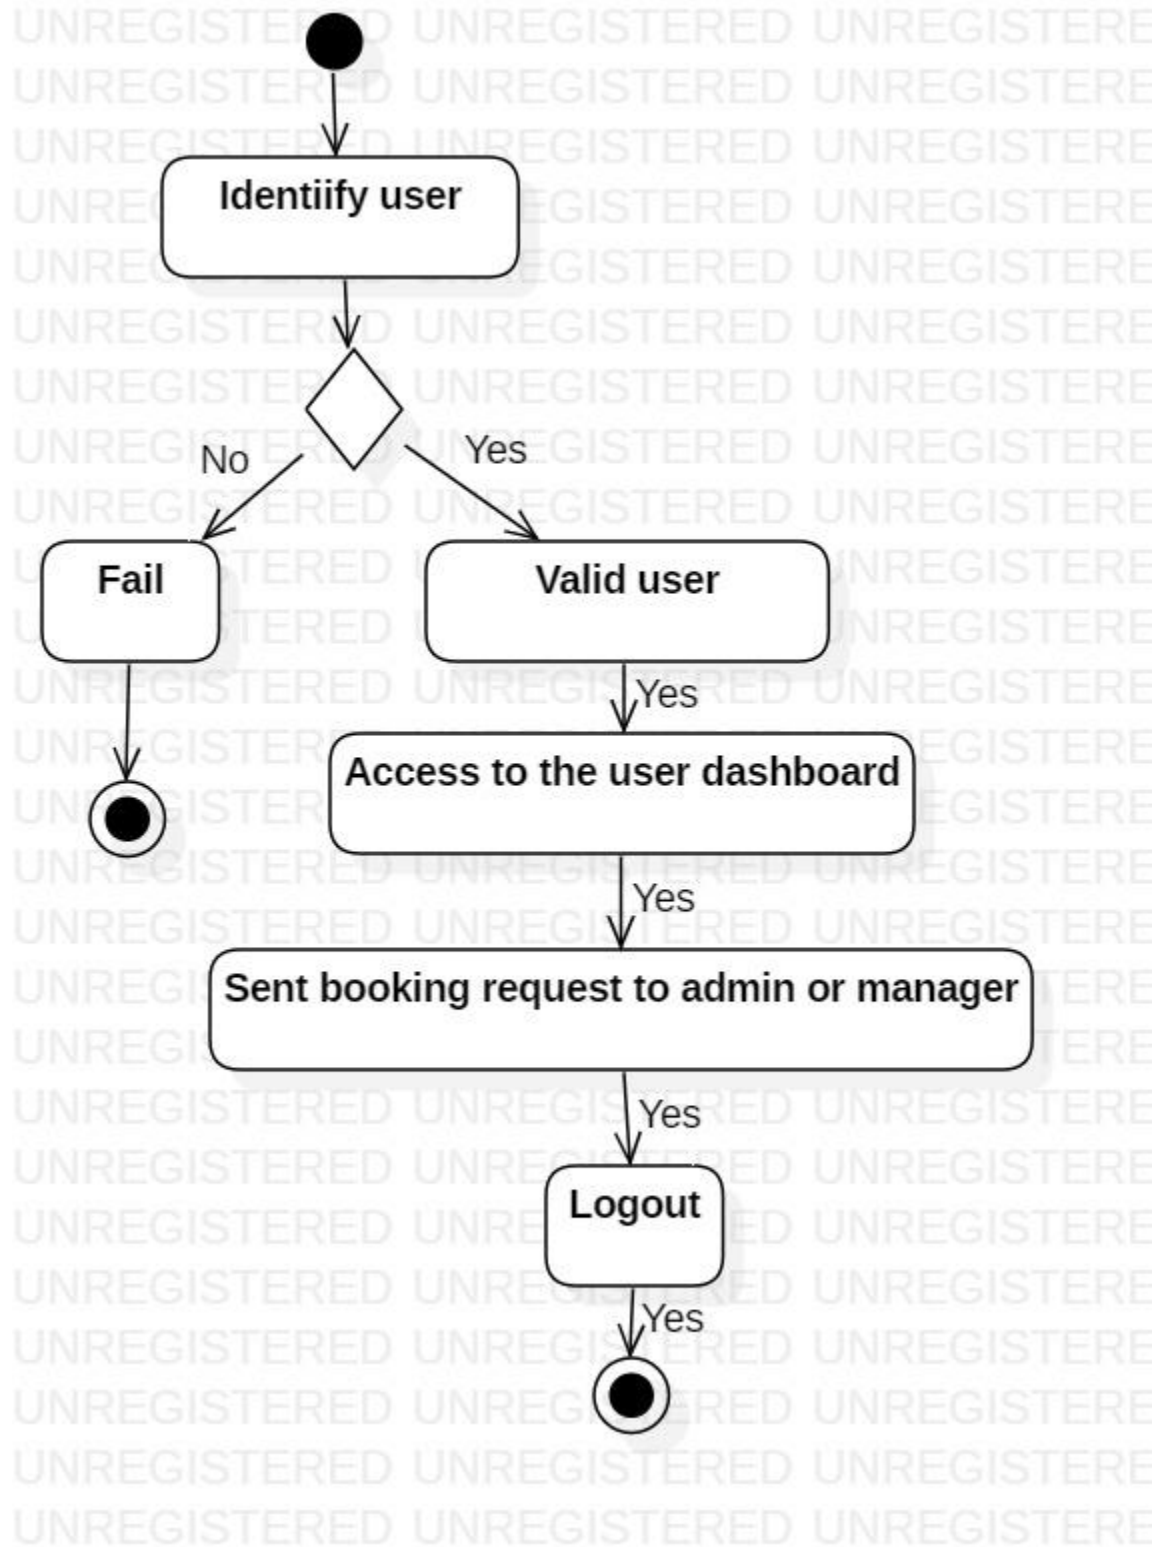 Identiify user
No
Yes
Fail
Valid user
Yes
Access to the user dashboard
Yes
Sent booking request to admin or manager
Yes
Logout
Yes
UNREGISTERED UNREGISTERED UNREGISTERE